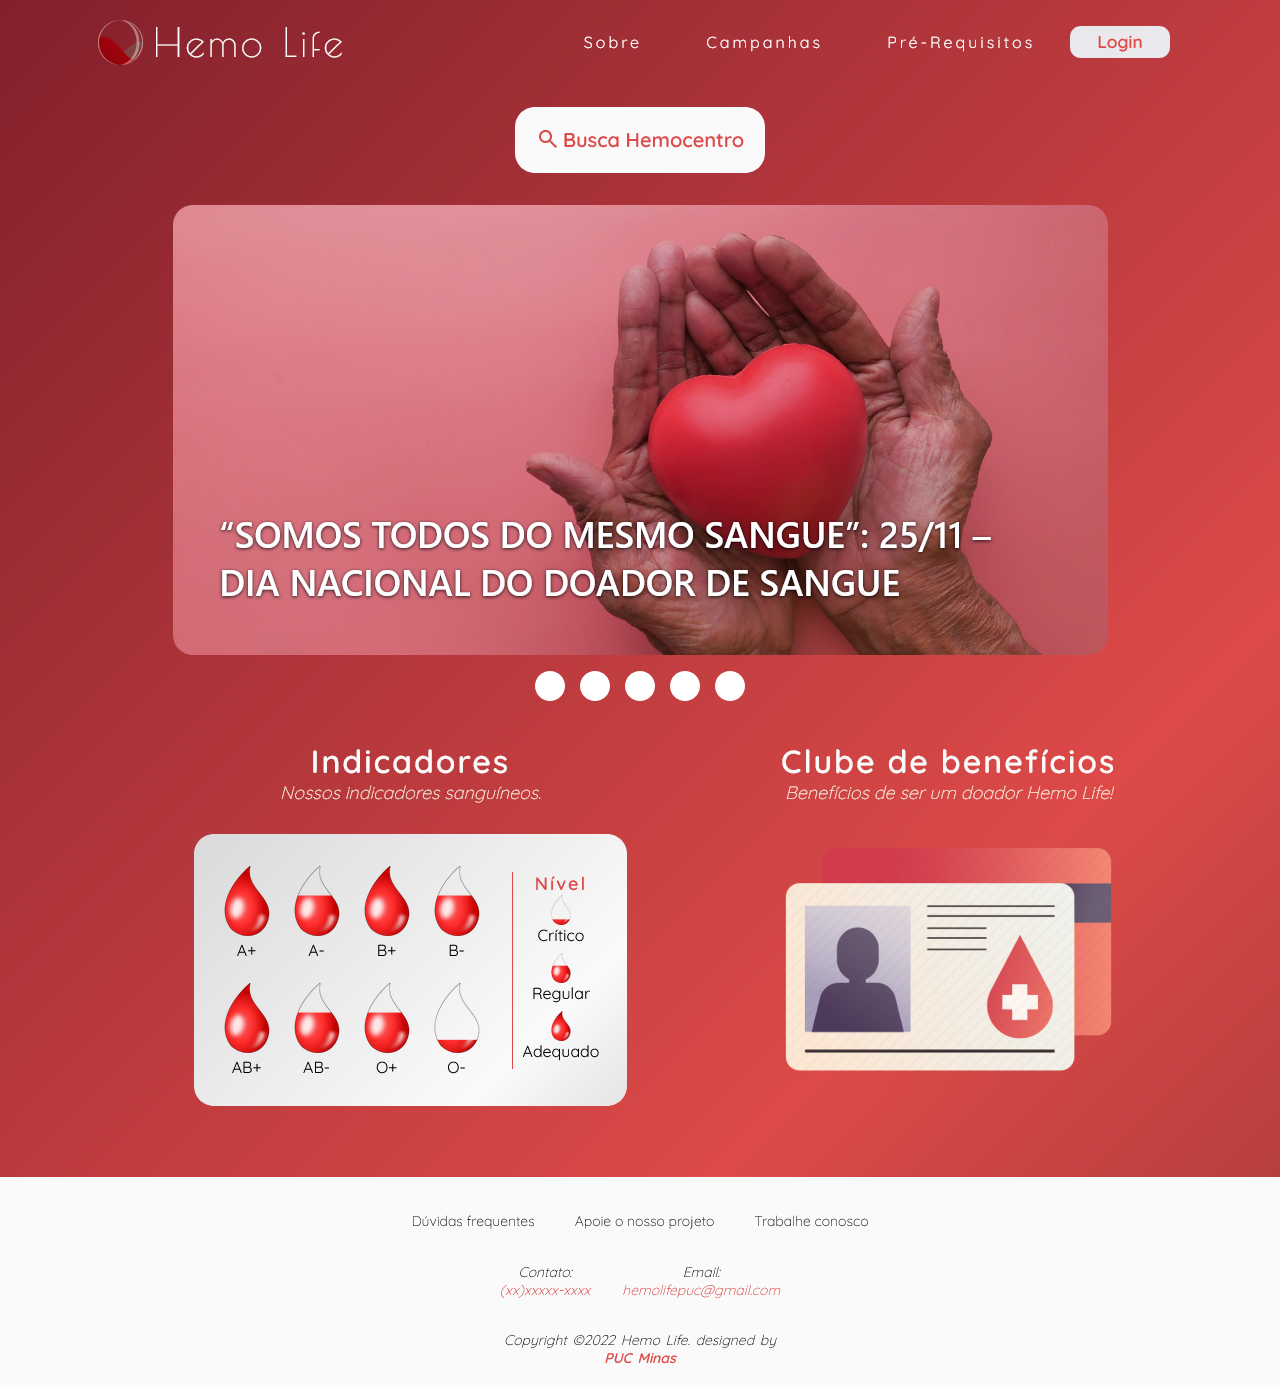 Hemo Life
Sobre
Campanhas
Pré-Requisitos
Login
Busca Hemocentro
“SOMOS TODOS DO MESMO SANGUE”: 25/11 –
DIA NACIONAL DO DOADOR DE SANGUE
Indicadores
Nossos indicadores sanguíneos.
A+
A-
B+
B-
AB+
AB-
O+
O-
Nível
Crítico
Regular
Adequado
Clube de benefícios
Benefícios de ser um doador Hemo Life!
Dúvidas frequentes
Apoie o nosso projeto
Trabalhe conosco
Contato:
(xx)xxxxx-xxxx
Email:
hemolifepuc@gmail.com
Copyright ©2022 Hemo Life. designed by
PUC Minas